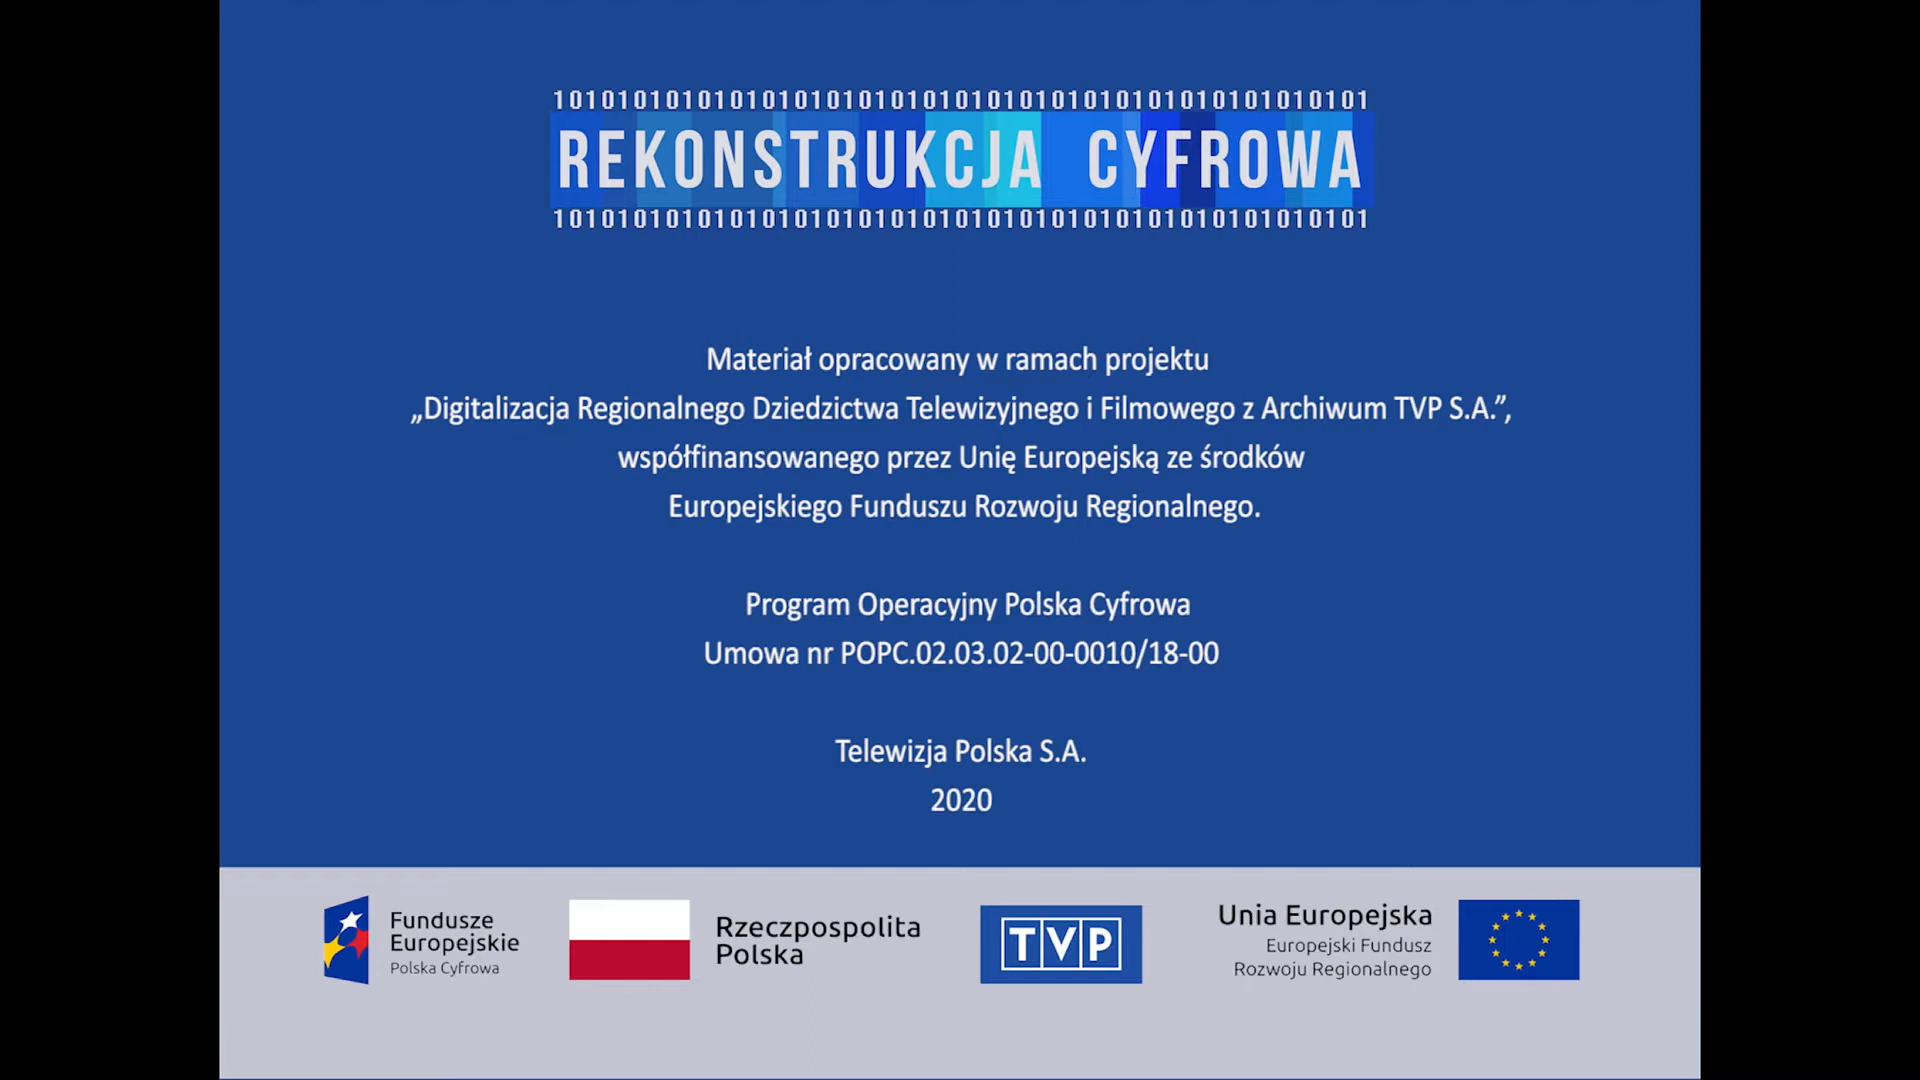 101010101010101010101010101010101010101010101010101
REKONSTRUKCJA CYFROWA
101010101010101010101010101010101010101010101010101
Materiał opracowany w ramach projektu
„Digitalizacja Regionalnego Dziedzictwa Telewizyjnego i Filmowego z Archiwum TVP S.A.”,
współfinansowanego przez Unię Europejską ze środków
Europejskiego Funduszu Rozwoju Regionalnego.
Program Operacyjny Polska Cyfrowa
Umowa nr POPC.02.03.02-00-0010/18-00
Telewizja Polska S.A.
2020
Fundusze
Europejskie
Polska Cyfrowa
Rzeczpospolita
Polska
TVP
Unia Europejska
Europejski Fundusz
Rozwoju Regionalnego